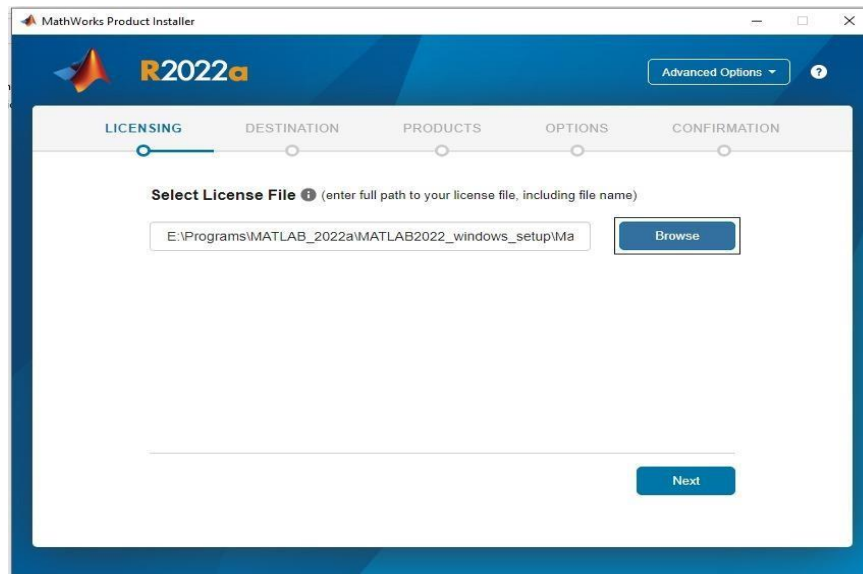 MathWorks Product Installer
R2022a
Advanced Options
?
LICENSING DESTINATION PRODUCTS OPTIONS CONFIRMATION
Select License File i (enter full path to your license file, including file name)
E:\Programs\MATLAB_2022a\MATLAB2022_windows_setup\Ma
Browse
Next